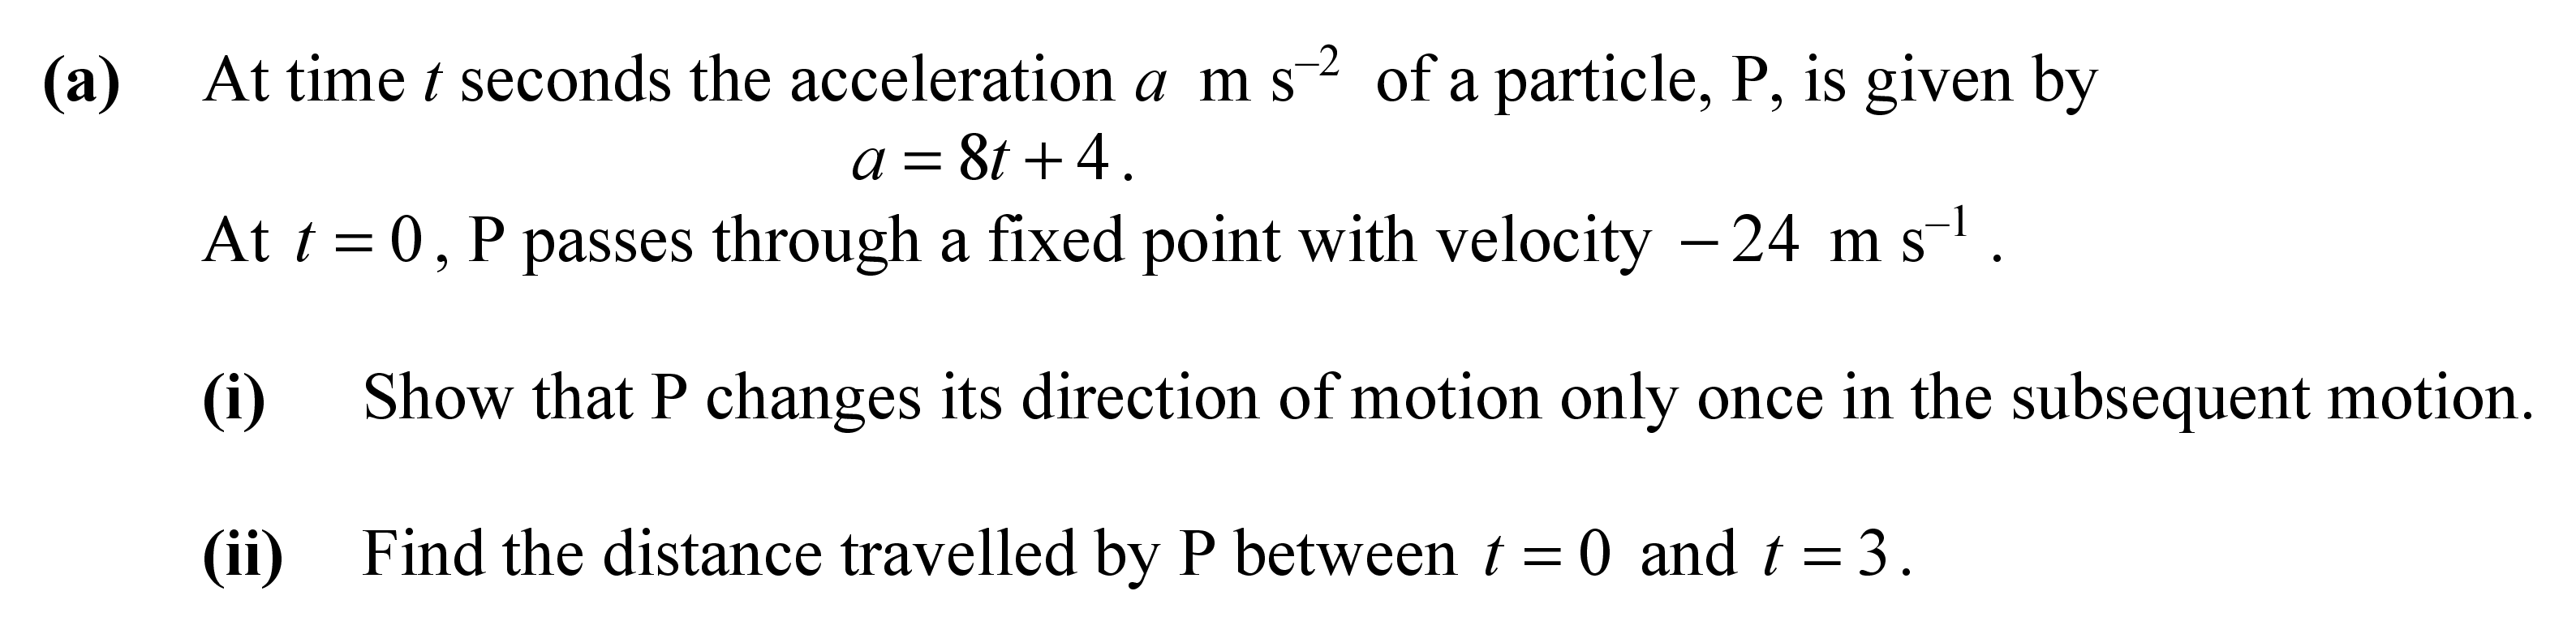 (a) At time t seconds the acceleration a m s⁻² of a particle, P, is given by
a = 8t + 4 .
At t = 0 , P passes through a fixed point with velocity − 24 m s⁻¹ .
(i) Show that P changes its direction of motion only once in the subsequent motion.
(ii) Find the distance travelled by P between t = 0 and t = 3 .